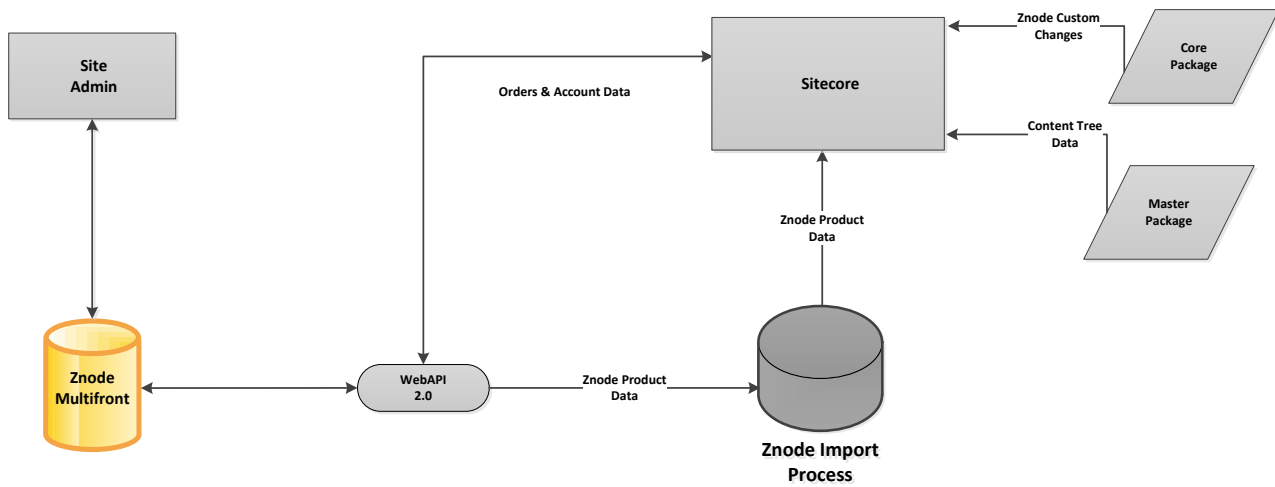 Znode Custom
Changes
Core
Package
Site
Admin
Sitecore
Orders & Account Data
Content Tree
Data
Master
Package
Znode Product
Data
Znode
Multifront
WebAPI
2.0
Znode Product
Data
Znode Import
Process